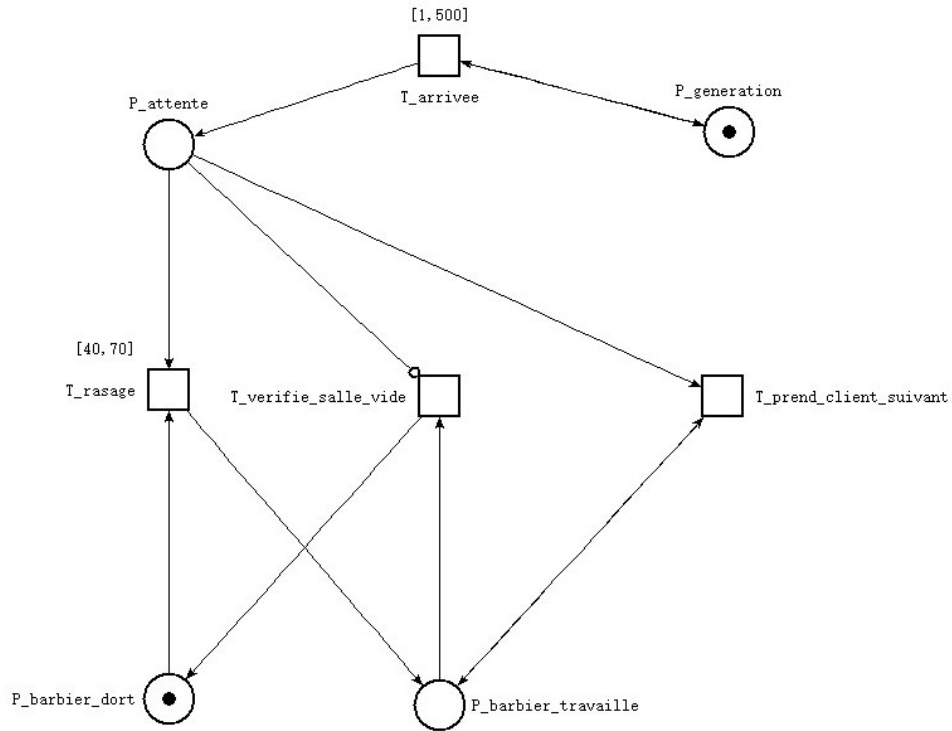 [1,500]
T_arrivee
P_generation
P_attente
[40,70]
T_rasage
T_verifie_salle_vide
T_prend_client_suivant
P_barbier_dort
P_barbier_travaille